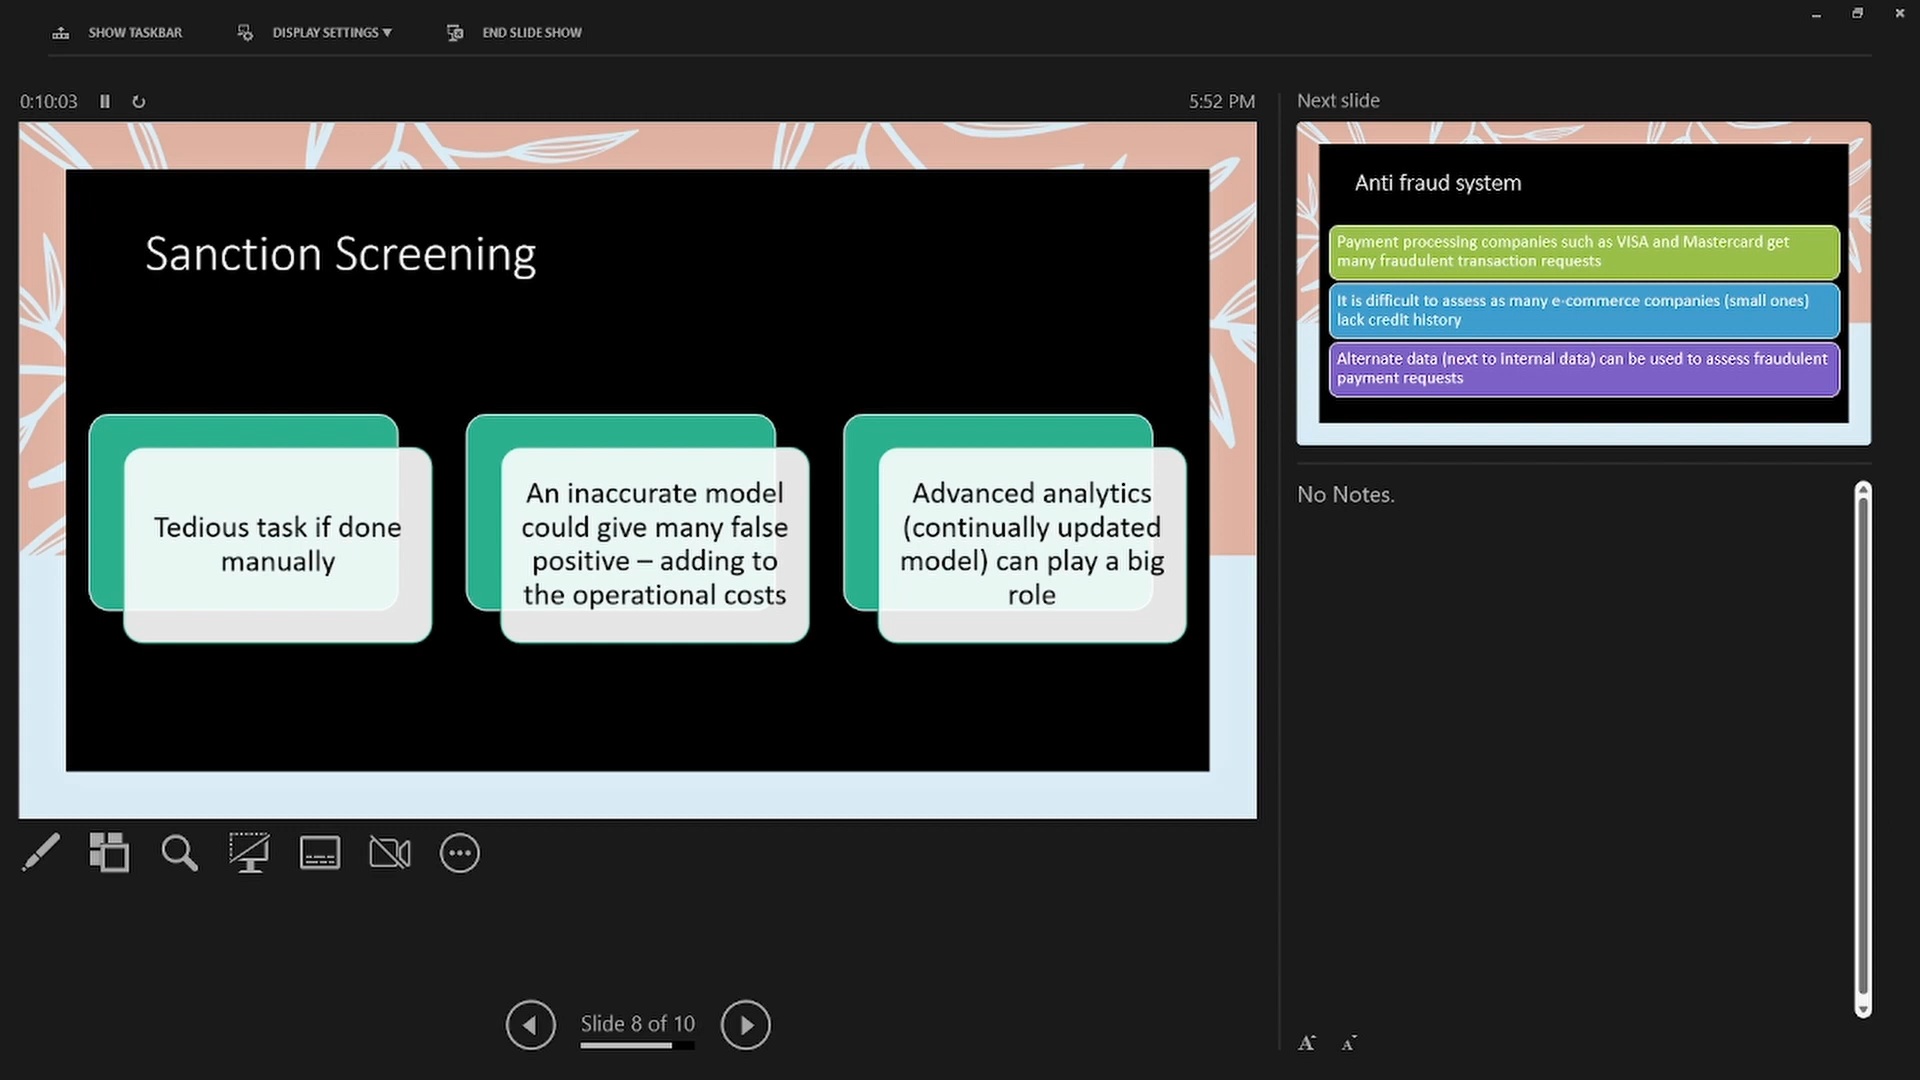 SHOW TASKBAR
DISPLAY SETTINGS ▼
END SLIDE SHOW
0:10:03
5:52 PM
Sanction Screening
Tedious task if done
manually
An inaccurate model
could give many false
positive – adding to
the operational costs
Advanced analytics
(continually updated
model) can play a big
role
Next slide
Anti fraud system
Payment processing companies such as VISA and Mastercard get
many fraudulent transaction requests
It is difficult to assess as many e-commerce companies (small ones)
lack credit history
Alternate data (next to internal data) can be used to assess fraudulent
payment requests
No Notes.
Slide 8 of 10
A
A